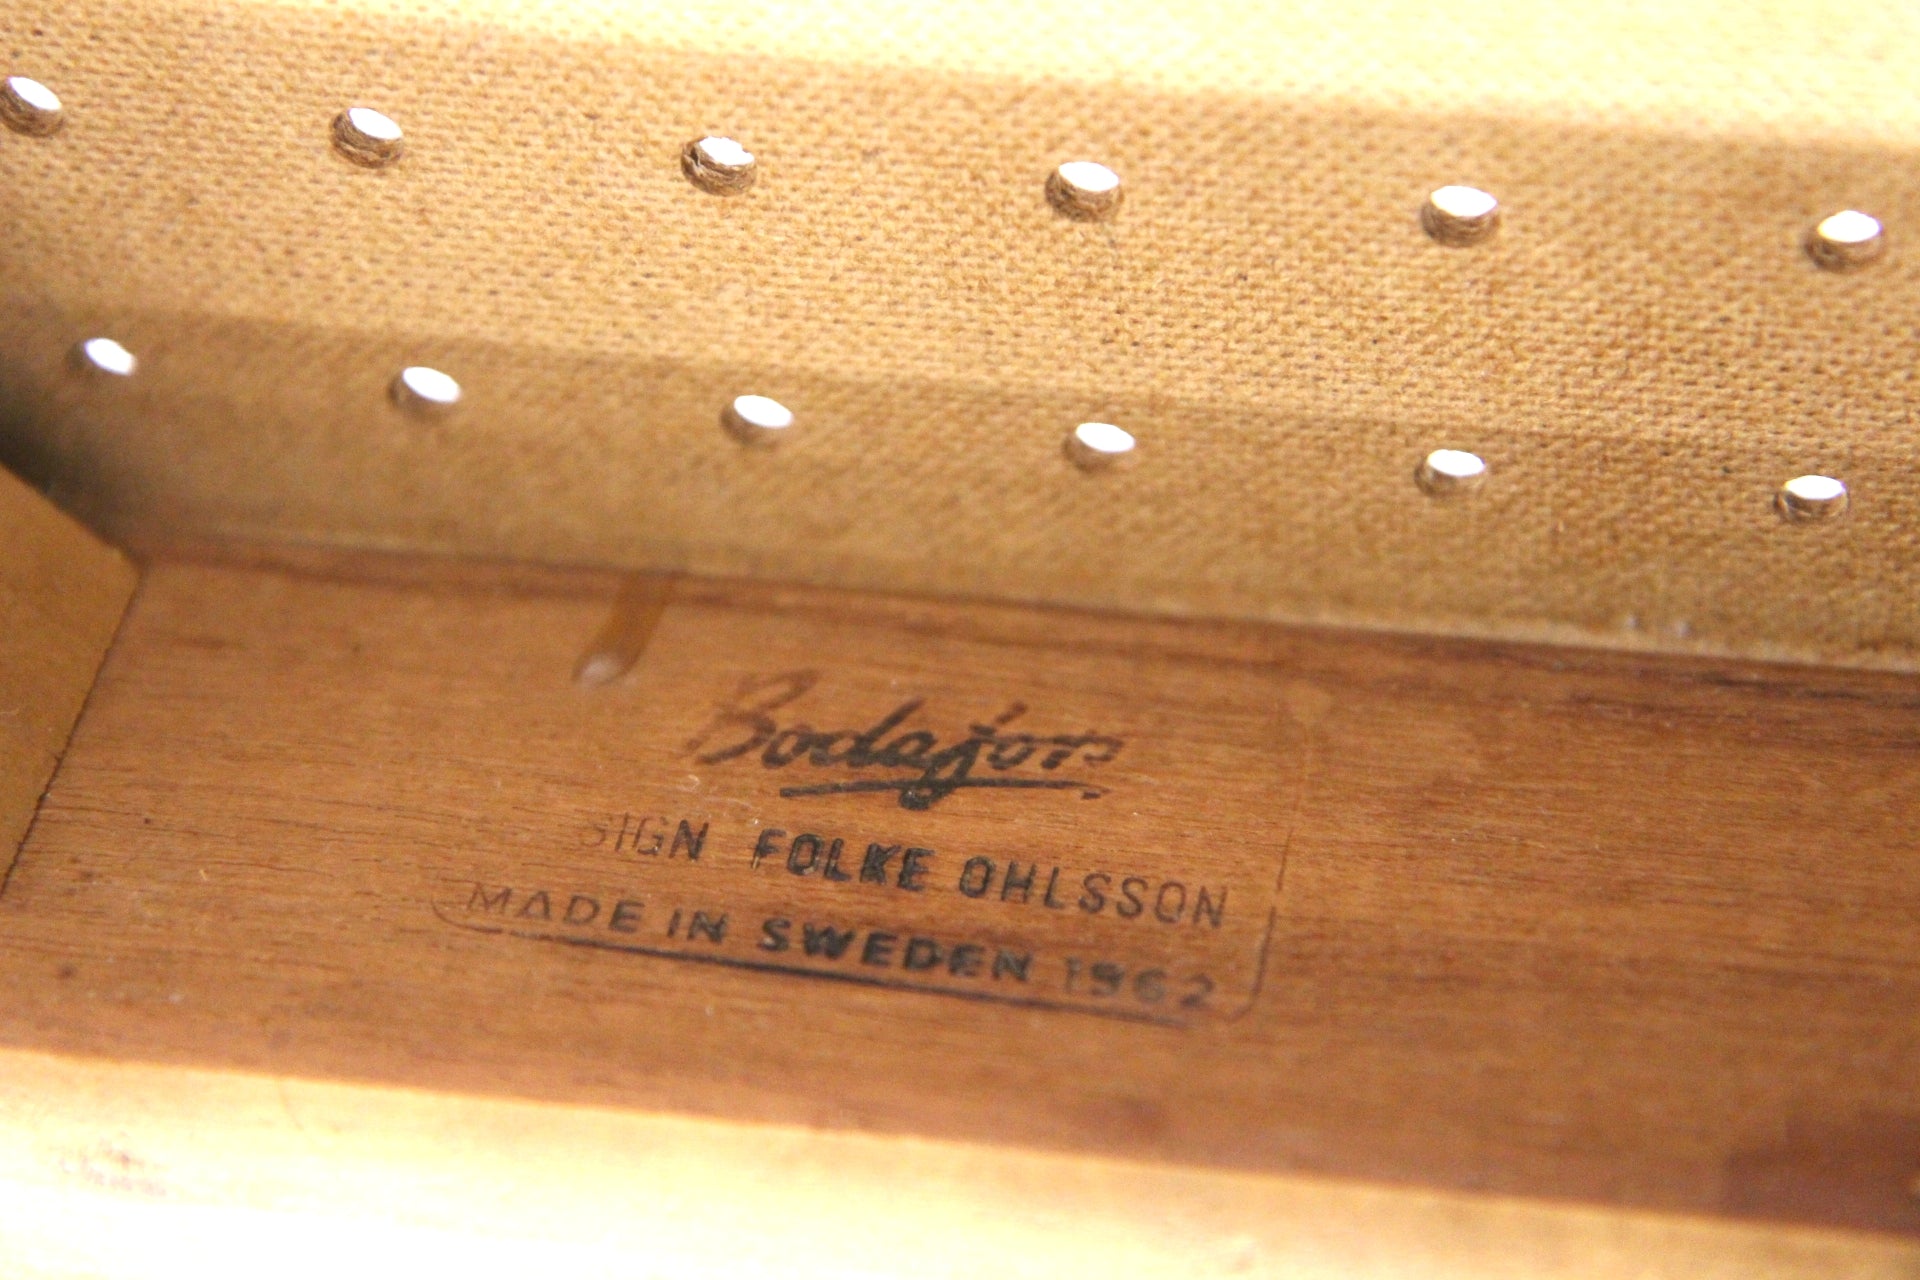 Bodafors
SIGN FOLKE OHLSSON
MADE IN SWEDEN 1962